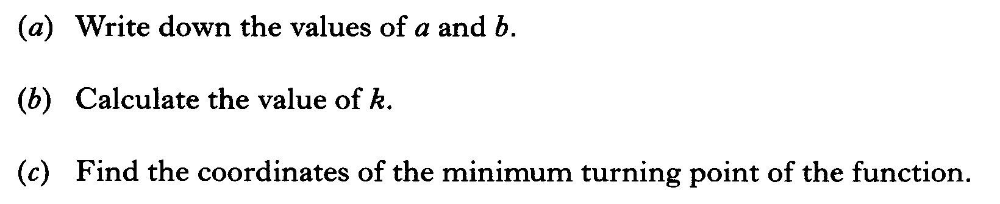 (a) Write down the values of a and b.
(b) Calculate the value of k.
(c) Find the coordinates of the minimum turning point of the function.